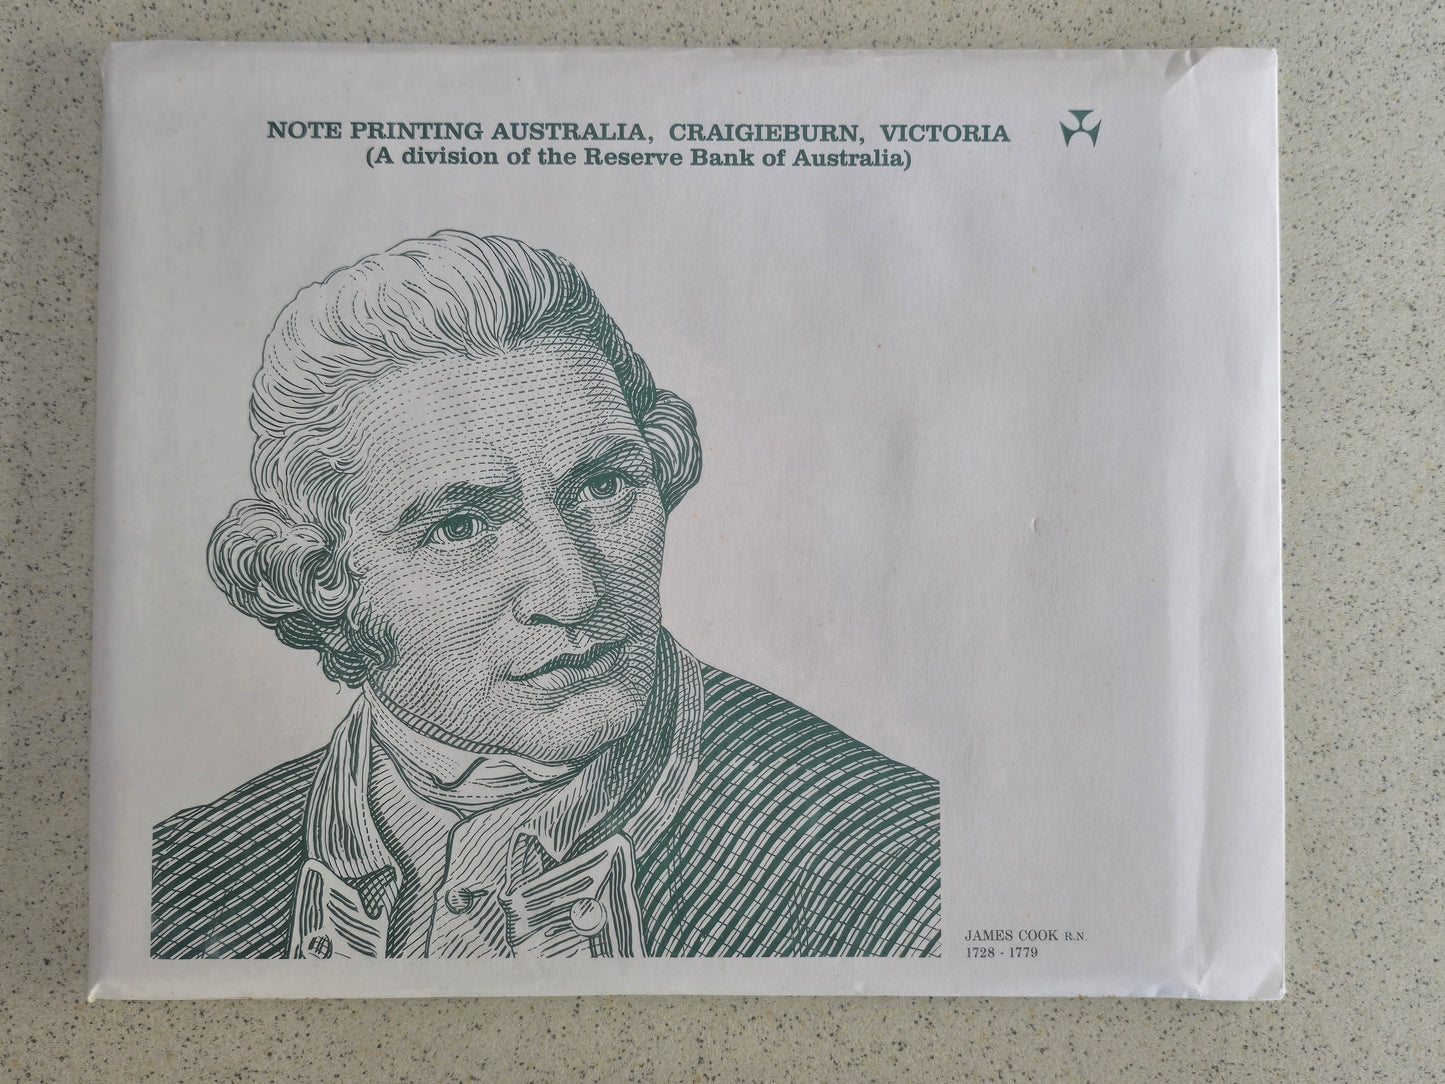 NOTE PRINTING AUSTRALIA, CRAIGIEBURN, VICTORIA
(A division of the Reserve Bank of Australia)
JAMES COOK R.N.
1728 - 1779